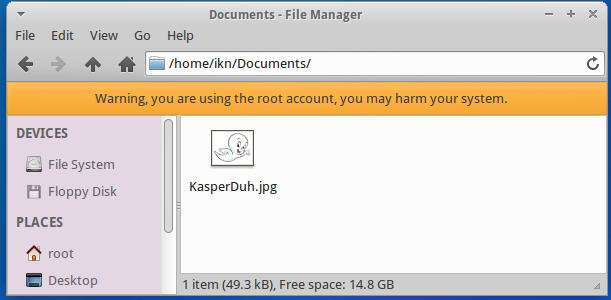 Documents - File Manager
File Edit View Go Help
/home/ikn/Documents/
Warning, you are using the root account, you may harm your system.
DEVICES
File System
Floppy Disk
PLACES
root
Desktop
KasperDuh.jpg
1 item (49.3 kB), Free space: 14.8 GB